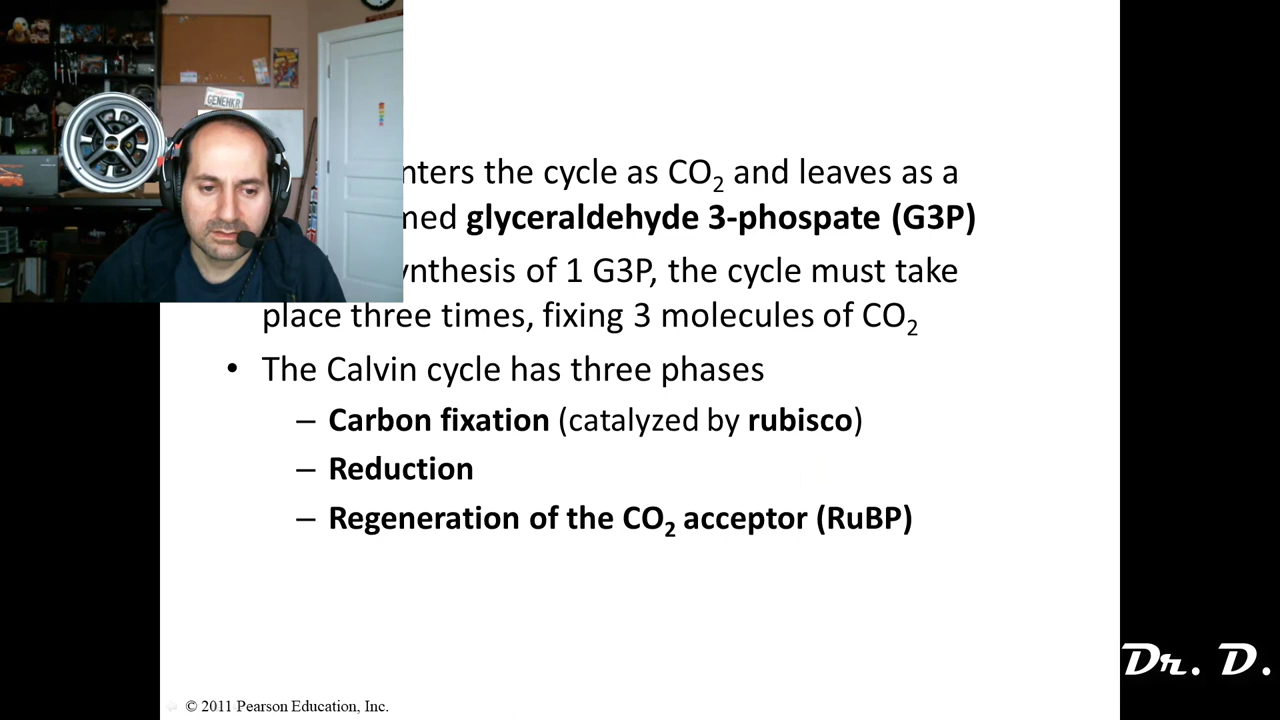 GENEHKR
nters the cycle as CO₂ and leaves as a
med glyceraldehyde 3-phospate (G3P)
ynthesis of 1 G3P, the cycle must take
place three times, fixing 3 molecules of CO₂
• The Calvin cycle has three phases
– Carbon fixation (catalyzed by rubisco)
– Reduction
– Regeneration of the CO₂ acceptor (RuBP)
Dr. D.
© 2011 Pearson Education, Inc.